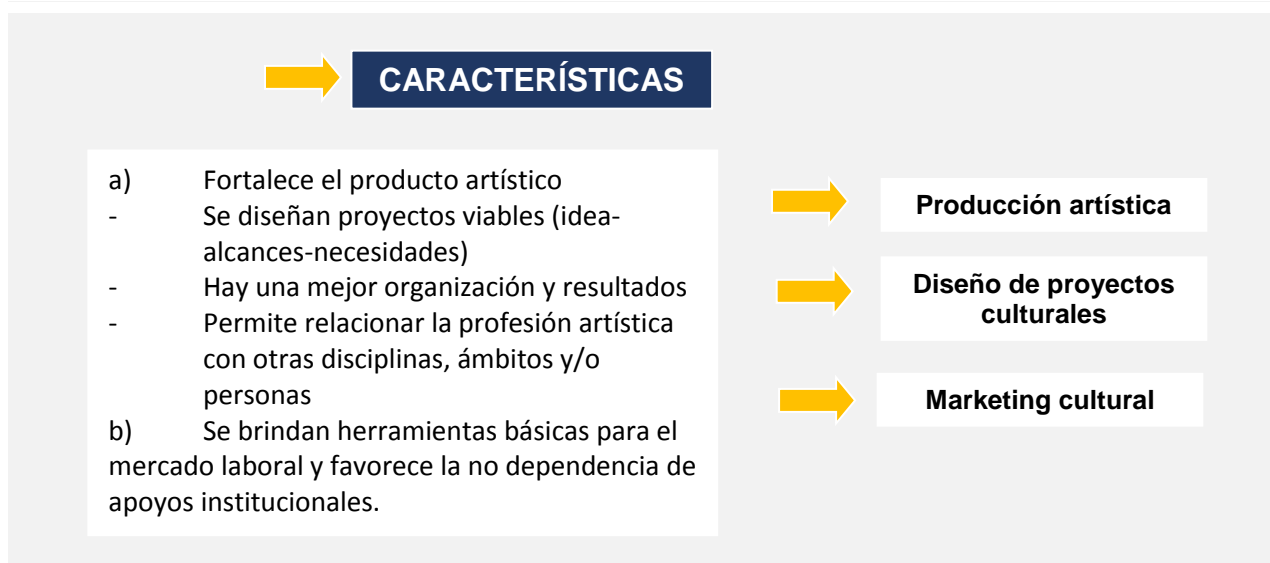 CARACTERÍSTICAS
a) Fortalece el producto artístico
- Se diseñan proyectos viables (idea-
alcances-necesidades)
- Hay una mejor organización y resultados
- Permite relacionar la profesión artística
con otras disciplinas, ámbitos y/o
personas
b) Se brindan herramientas básicas para el
mercado laboral y favorece la no dependencia de
apoyos institucionales.
Producción artística
Diseño de proyectos
culturales
Marketing cultural